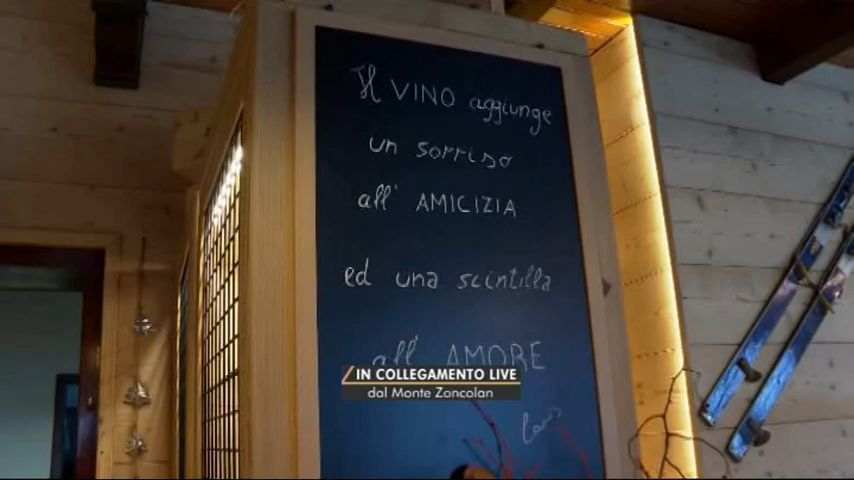 Il VINO aggiunge
un sorriso
all' AMICIZIA
ed una scintilla
all' AMORE
IN COLLEGAMENTO LIVE
dal Monte Zoncolan